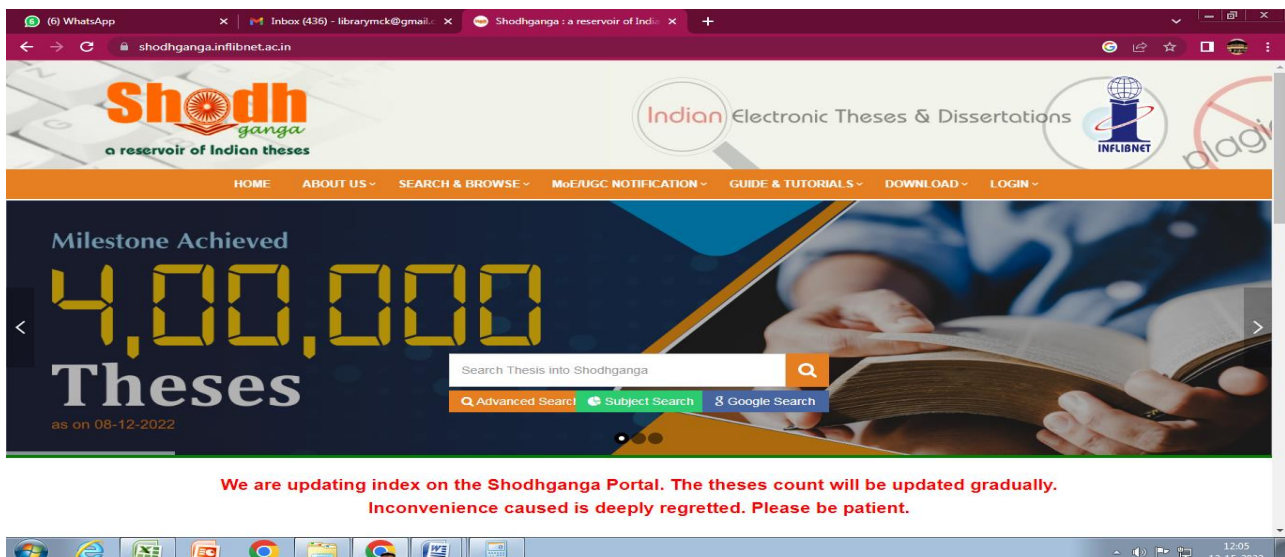 (6) WhatsApp
Inbox (436) - librarymck@gmail.c
Shodhganga : a reservoir of India
shodhganga.inflibnet.ac.in
Shodh
ganga
a reservoir of Indian theses
Indian Electronic Theses & Dissertations
INFLIBNET
plagi
HOME ABOUT US SEARCH & BROWSE MoE/UGC NOTIFICATION GUIDE & TUTORIALS DOWNLOAD LOGIN
Milestone Achieved
4,00,000
Theses
as on 08-12-2022
Search Thesis into Shodhganga
Advanced Searcl Subject Search Google Search
We are updating index on the Shodhganga Portal. The theses count will be updated gradually.
Inconvenience caused is deeply regretted. Please be patient.
12:05